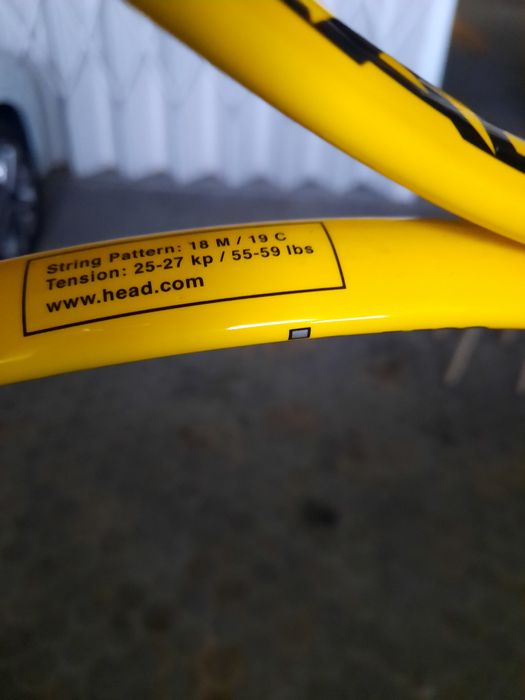 String Pattern: 18 M / 19 C
Tension: 25-27 kp / 55-59 lbs
www.head.com